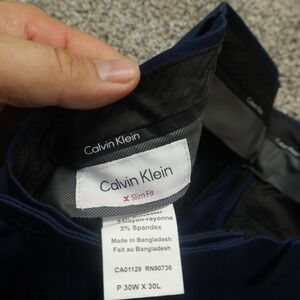 Calvin Klein
Calvin Klein
X Slim Fit
3% Spandex
Made in Bangladesh
Fait au Bangladesh
CA01129 RN90736
P 30W X 30L